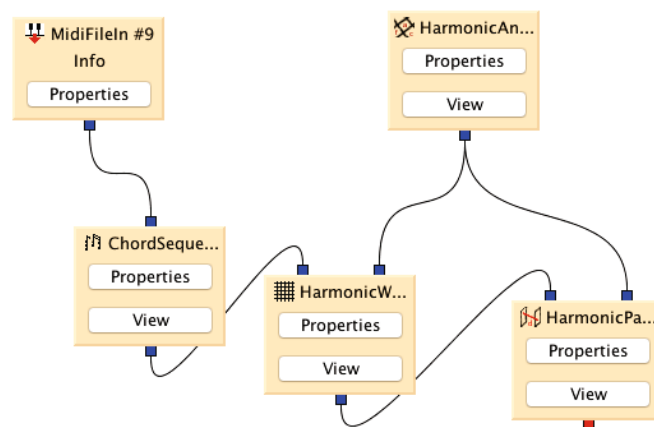 MidiFileIn #9
Info
Properties
HarmonicAn...
Properties
View
ChordSeque...
Properties
View
HarmonicW...
Properties
View
HarmonicPa...
Properties
View